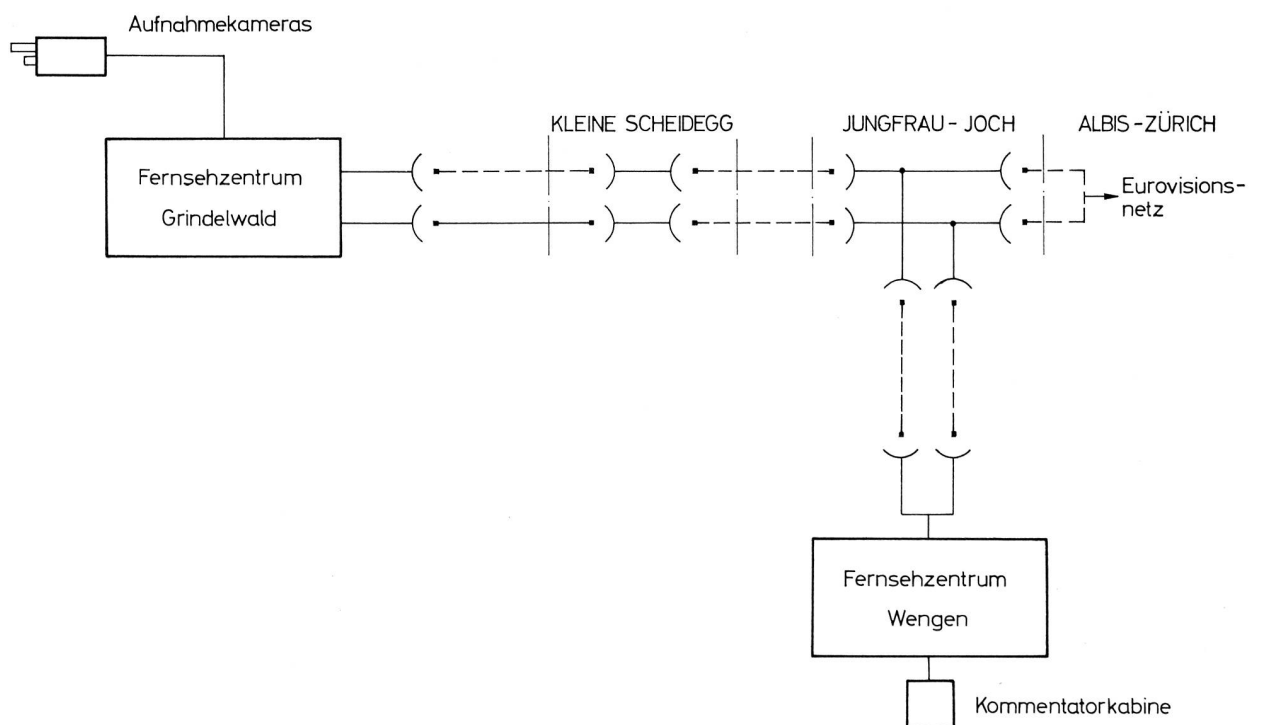 Aufnahmekameras
KLEINE SCHEIDEGG
JUNGFRAU - JOCH
ALBIS - ZÜRICH
Fernsehzentrum
Grindelwald
Eurovisions-
netz
Fernsehzentrum
Wengen
Kommentatorkabine